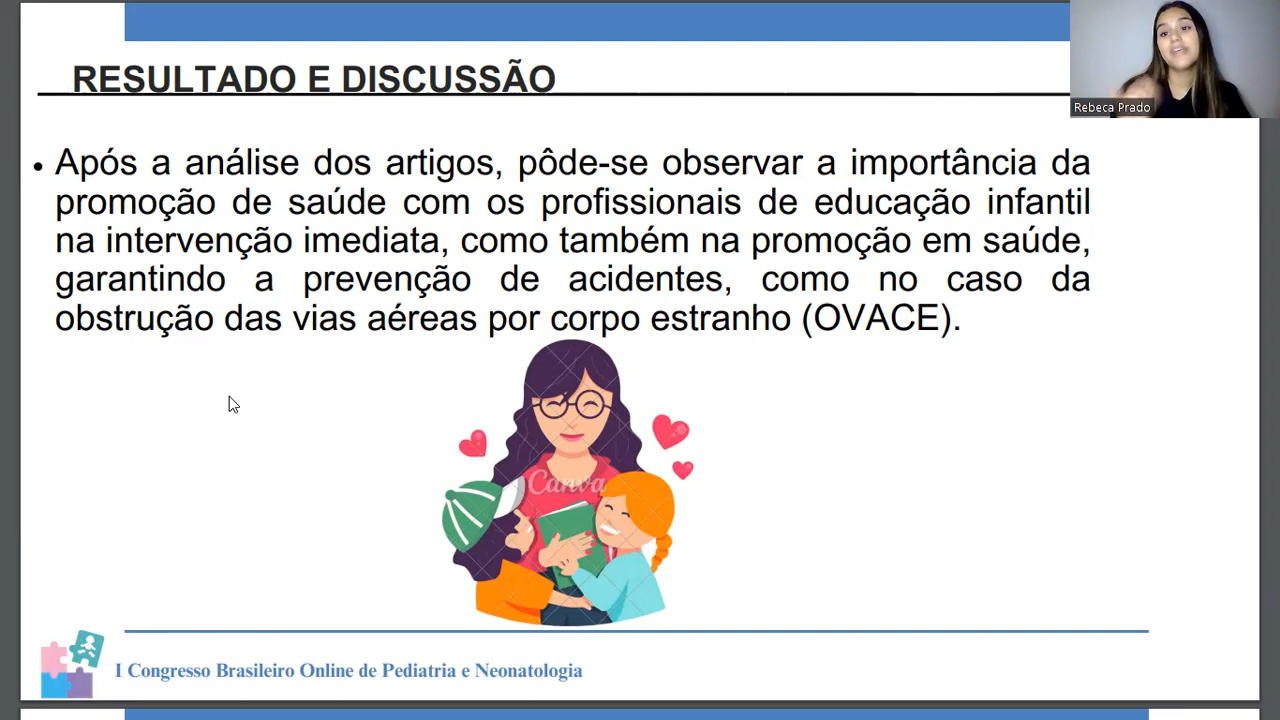 RESULTADO E DISCUSSÃO
Rebeca Prado
• Após a análise dos artigos, pôde-se observar a importância da
promoção de saúde com os profissionais de educação infantil
na intervenção imediata, como também na promoção em saúde,
garantindo a prevenção de acidentes, como no caso da
obstrução das vias aéreas por corpo estranho (OVACE).
Canva
I Congresso Brasileiro Online de Pediatria e Neonatologia